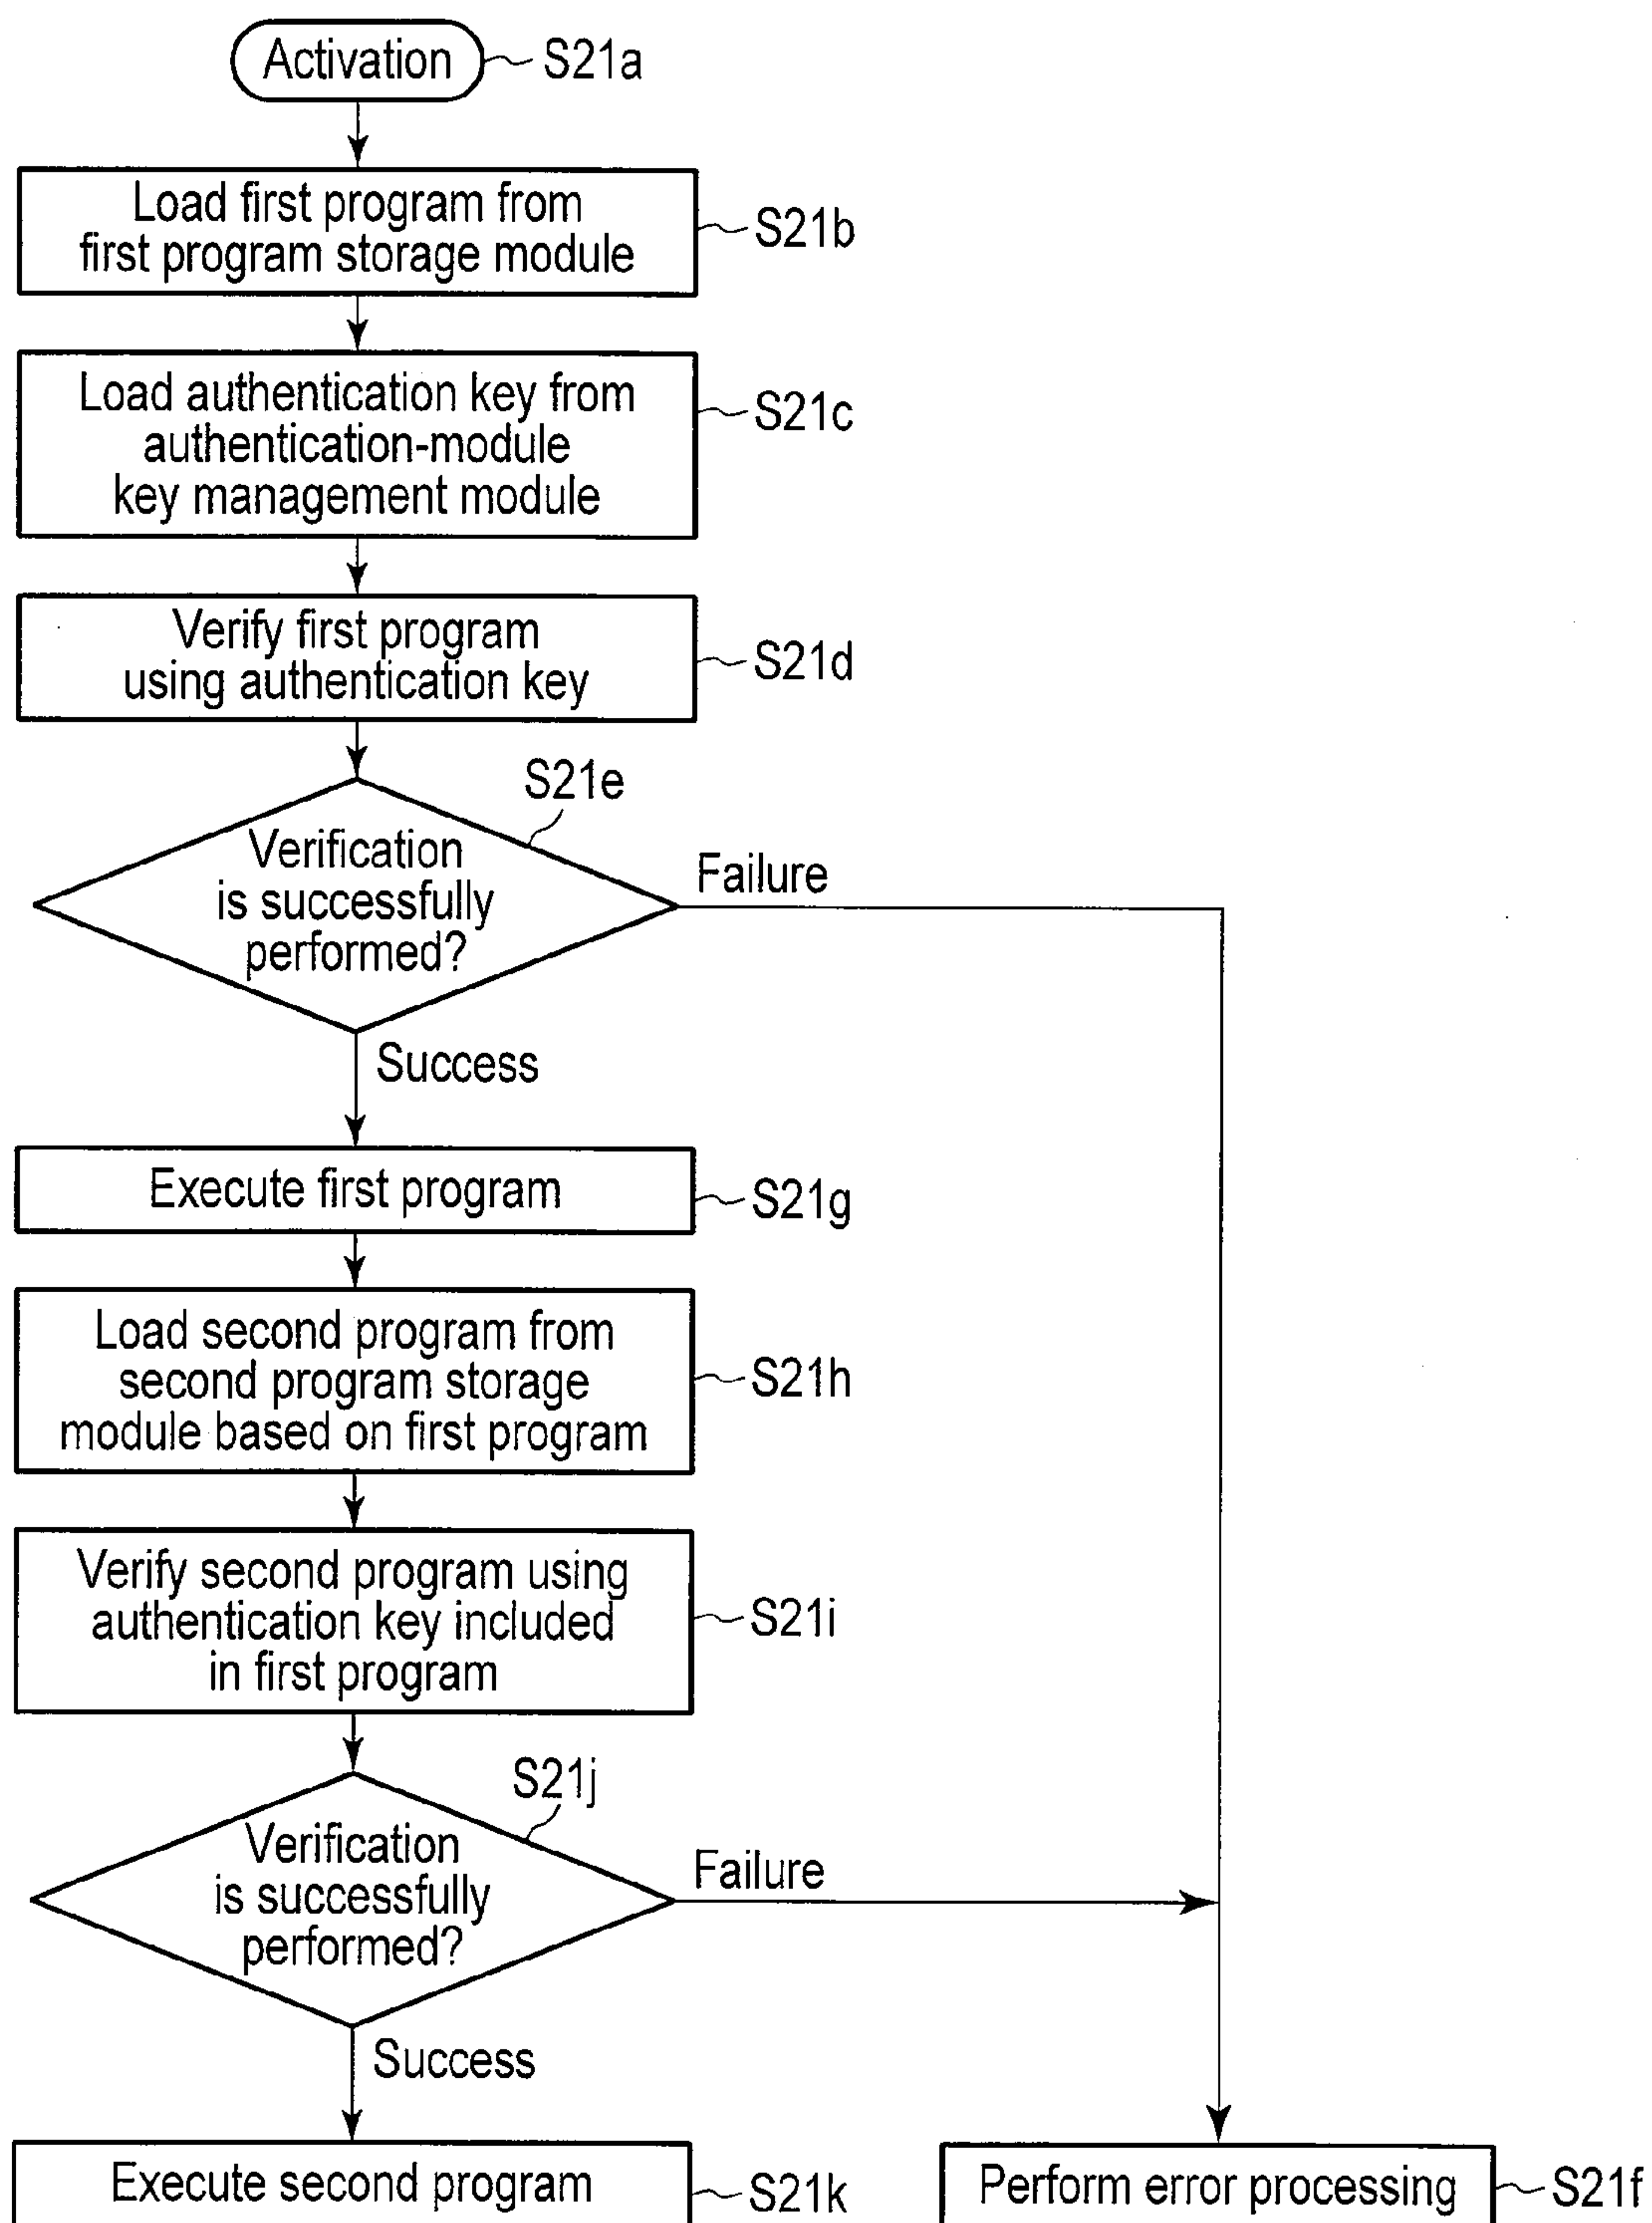 Activation
S21a
Load first program from
first program storage module
S21b
Load authentication key from
authentication-module
key management module
S21c
Verify first program
using authentication key
S21d
S21e
Verification
is successfully
performed?
Failure
Success
Execute first program
S21g
Load second program from
second program storage
module based on first program
S21h
Verify second program using
authentication key included
in first program
S21i
S21j
Verification
is successfully
performed?
Failure
Success
Execute second program
S21k
Perform error processing
S21f